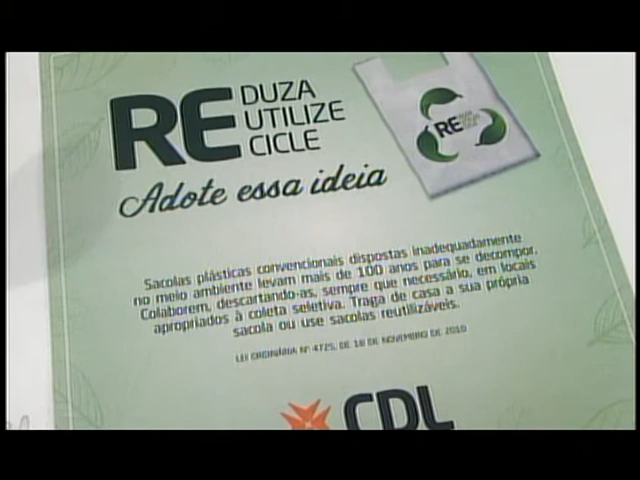 RE DUZA
UTILIZE
CICLE
Adote essa ideia
RE
Sacolas plásticas convencionais dispostas inadequadamente
no meio ambiente levam mais de 100 anos para se decompor.
Colaborem, descartando-as, sempre que necessário, em locais
apropriados à coleta seletiva. Traga de casa a sua própria
sacola ou use sacolas reutilizáveis.
LEI ORDINÁRIA Nº 4725, DE 18 DE NOVEMBRO DE 2010
CDL